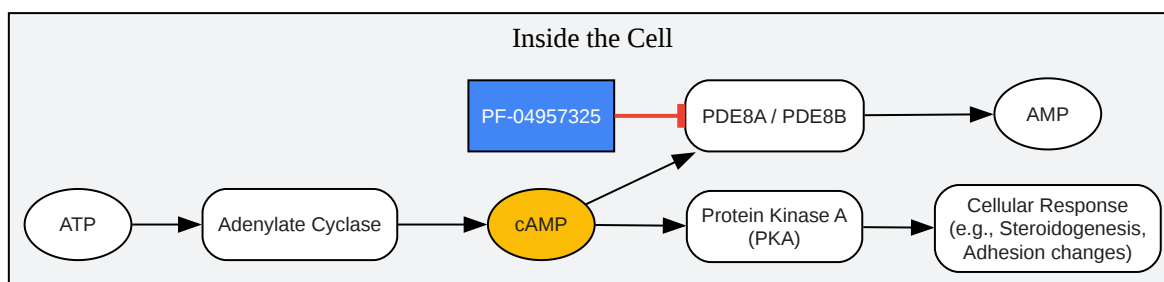 Inside the Cell
PF-04957325
PDE8A / PDE8B
AMP
ATP
Adenylate Cyclase
cAMP
Protein Kinase A
(PKA)
Cellular Response
(e.g., Steroidogenesis,
Adhesion changes)